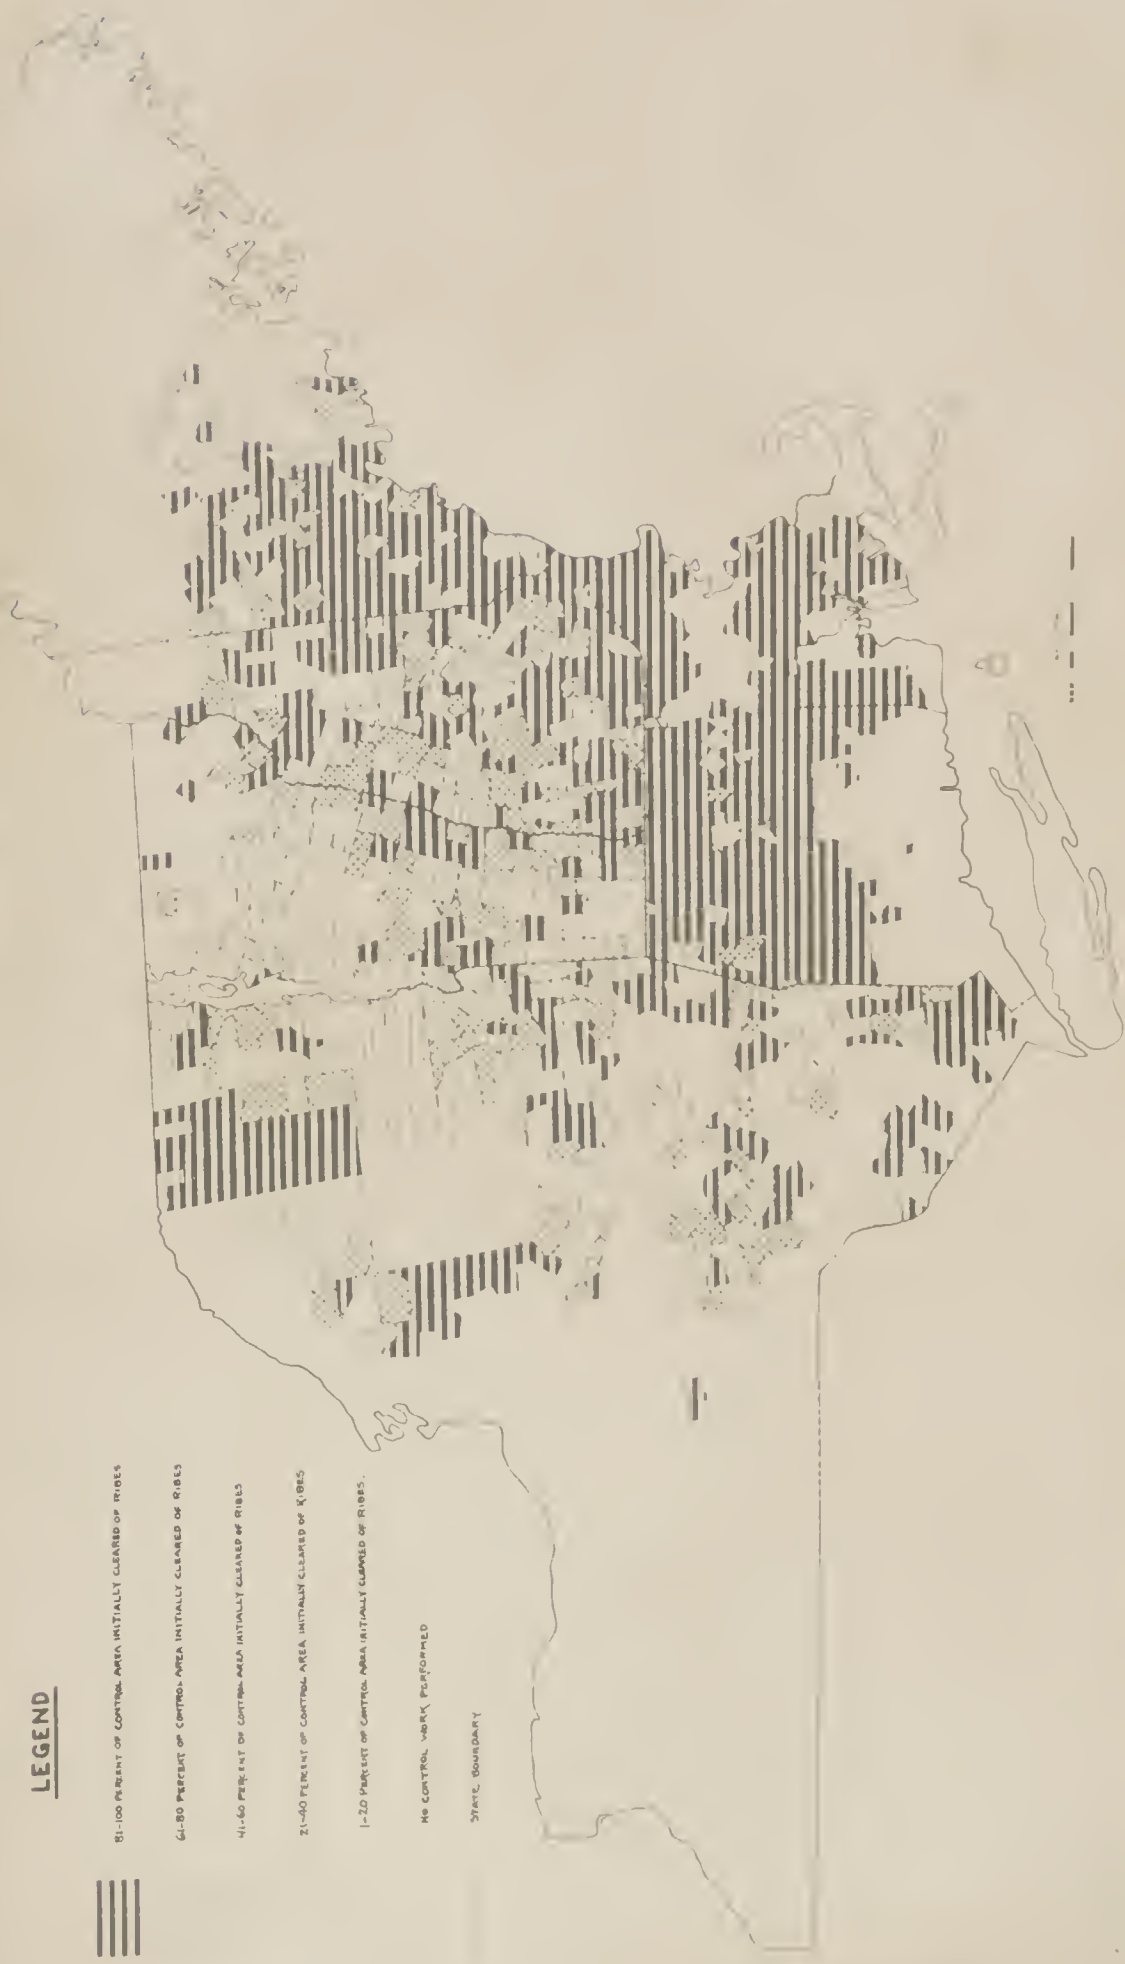 LEGEND
81-100 PERCENT OF CONTROL AREA INITIALLY CLEARED OF RIBES
61-80 PERCENT OF CONTROL AREA INITIALLY CLEARED OF RIBES
41-60 PERCENT OF CONTROL AREA INITIALLY CLEARED OF RIBES
21-40 PERCENT OF CONTROL AREA INITIALLY CLEARED OF RIBES
1-20 PERCENT OF CONTROL AREA INITIALLY CLEARED OF RIBES.
NO CONTROL WORK PERFORMED
STATE BOUNDARY